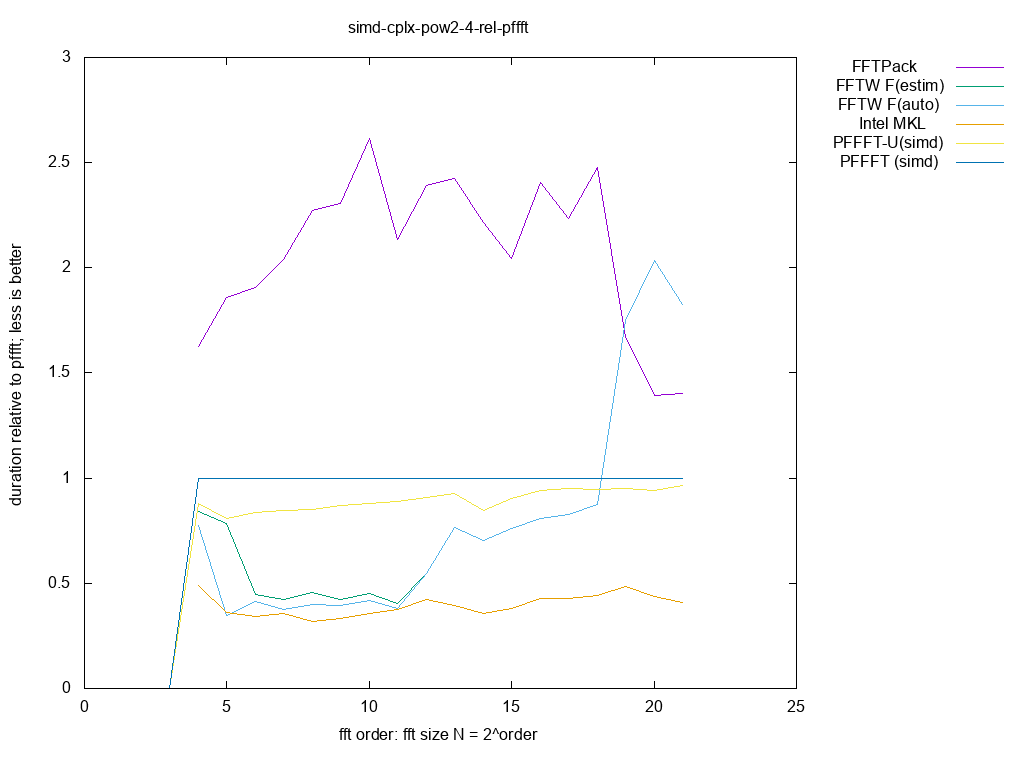 simd-cplx-pow2-4-rel-pffft
duration relative to pffft; less is better
3
2.5
2
1.5
1
0.5
0
0 5 10 15 20 25
fft order: fft size N = 2^order
FFTPack
FFTW F(estim)
FFTW F(auto)
Intel MKL
PFFFT-U(simd)
PFFFT (simd)